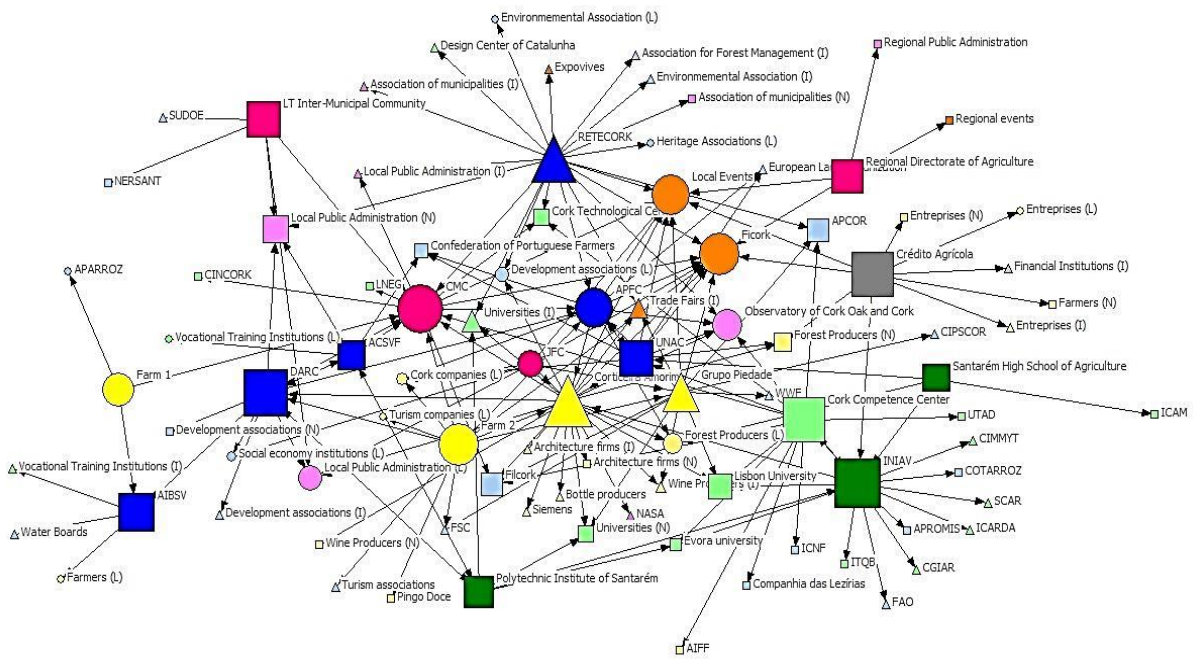 Environmemental Association (L)
Design Center of Catalunha
Regional Public Administration
Association for Forest Management (I)
Expovives
Environmemental Association (I)
Association of municipalities (I)
Association of municipalities (N)
LT Inter-Municipal Community
SUDOE
Regional events
RETECORK
Heritage Associations (L)
Regional Directorate of Agriculture
Local Public Administration (I)
Local Events
European La
NERSANT
Entreprises (N)
Entreprises (L)
Cork Technological Ce
Local Public Administration (N)
APCOR
Ficork
Confederation of Portuguese Farmers
Crédito Agrícola
APARROZ
CINCORK
Development associations (L)
Financial Institutions (I)
LNEG
CMC
APFC
Trade Fairs (I)
Farmers (N)
Universities (I)
Observatory of Cork Oak and Cork
Entreprises (I)
Vocational Training Institutions (L)
ACSVF
Forest Producers (N)
CIPSCOR
UNAC
JFC
Santarém High School of Agriculture
Farm 1
DARC
Cork companies (L)
Corticeira Amorim
Grupo Piedade
WWF
Cork Competence Center
Turism companies (L)
UTAD
ICAM
Farm 2
Development associations (N)
Forest Producers (L)
CIMMYT
Social economy institutions (L)
Architecture firms (I)
Architecture firms (N)
INIAV
Vocational Training Institutions (I)
Local Public Administration (L)
Filcork
Lisbon University
COTARROZ
AIBSV
Bottle producers
Wine Producers (I)
SCAR
Development associations (I)
Siemens
NASA
Water Boards
FSC
Universities (N)
APROMIS
ICARDA
Wine Producers (N)
Evora university
ICNF
ITQB
CGIAR
Farmers (L)
Polytechnic Institute of Santarém
Turism associations
Companhia das Lezírias
Pingo Doce
FAO
AIFF